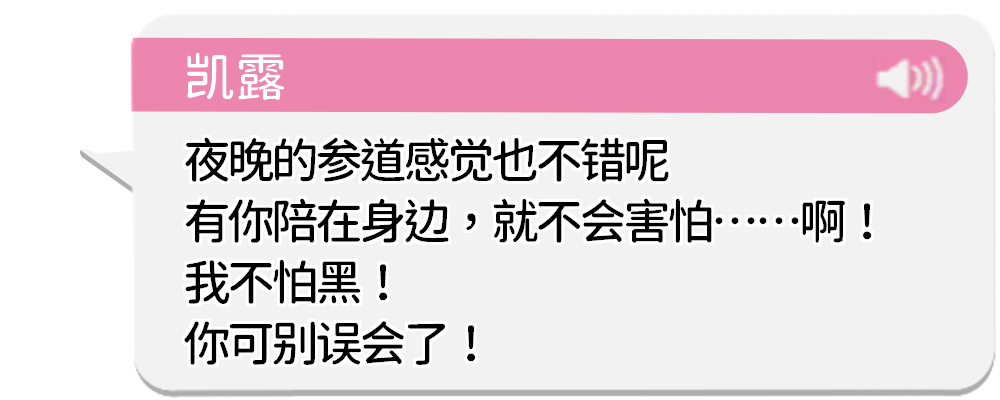 凯露
夜晚的参道感觉也不错呢
有你陪在身边，就不会害怕……啊！
我不怕黑！
你可别误会了！